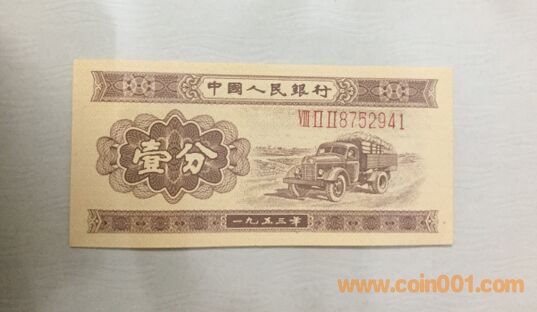 中國人民銀行
VIII II II 8752941
壹分
一九五三年
www.coin001.com